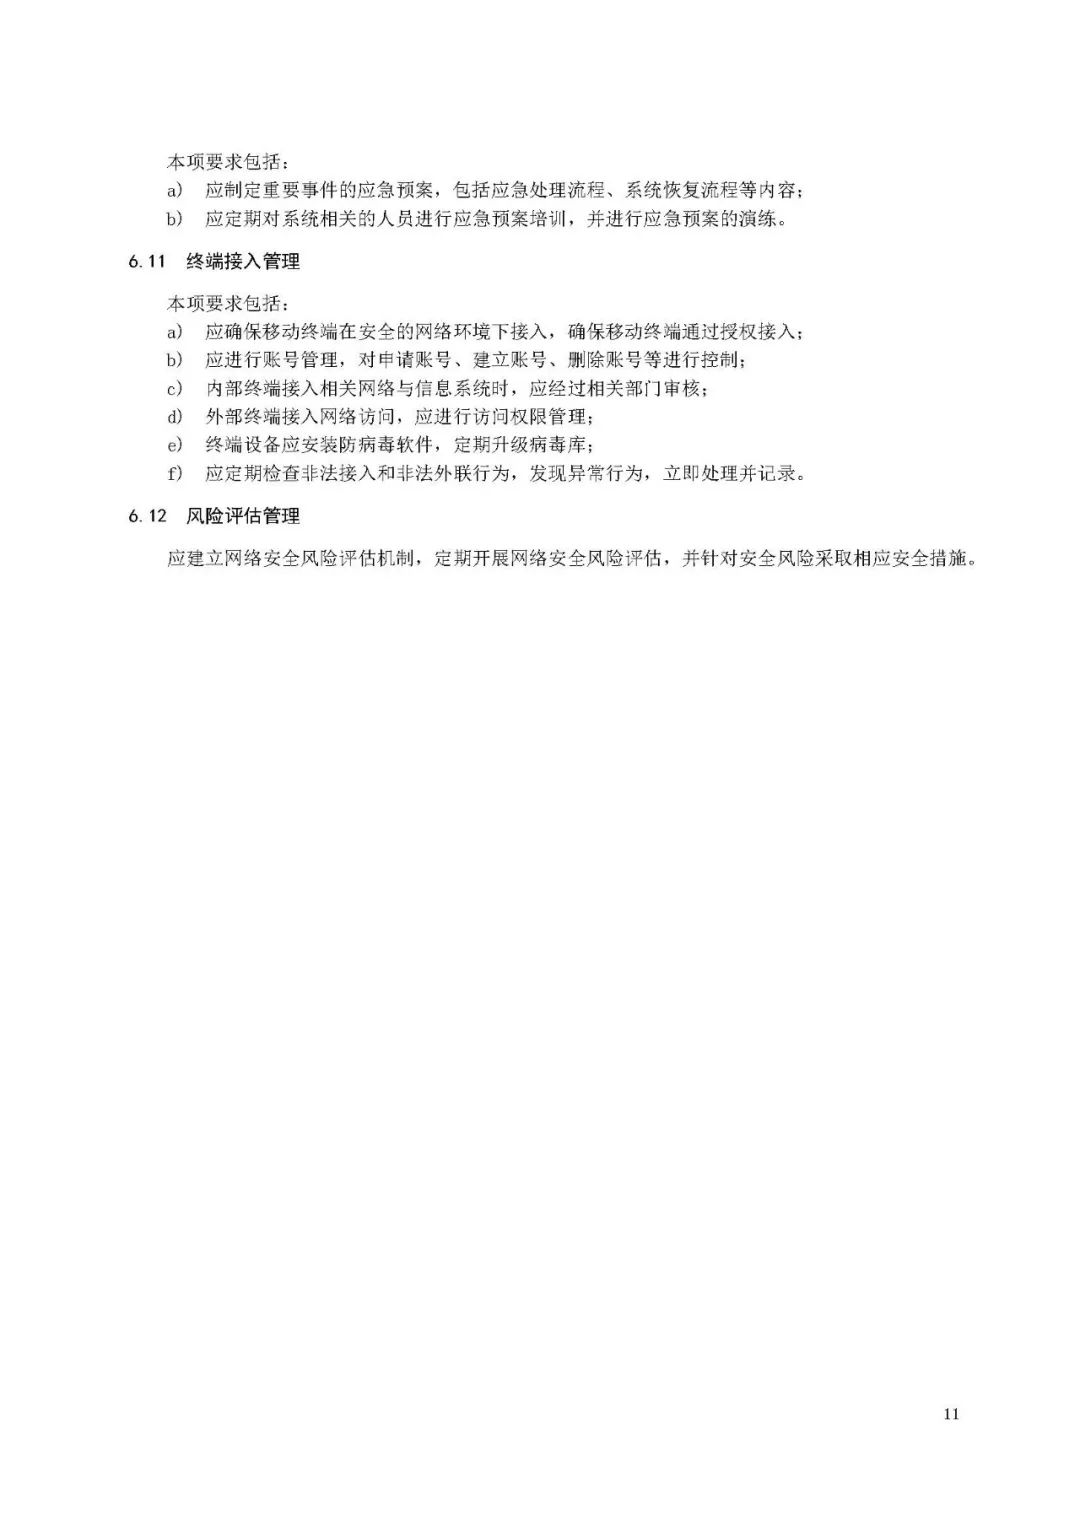 本项要求包括：
a) 应制定重要事件的应急预案，包括应急处理流程、系统恢复流程等内容；
b) 应定期对系统相关的人员进行应急预案培训，并进行应急预案的演练。
6.11 终端接入管理
本项要求包括：
a) 应确保移动终端在安全的网络环境下接入，确保移动终端通过授权接入；
b) 应进行账号管理，对申请账号、建立账号、删除账号等进行控制；
c) 内部终端接入相关网络与信息系统时，应经过相关部门审核；
d) 外部终端接入网络访问，应进行访问权限管理；
e) 终端设备应安装防病毒软件，定期升级病毒库；
f) 应定期检查非法接入和非法外联行为，发现异常行为，立即处理并记录。
6.12 风险评估管理
应建立网络安全风险评估机制，定期开展网络安全风险评估，并针对安全风险采取相应安全措施。
11